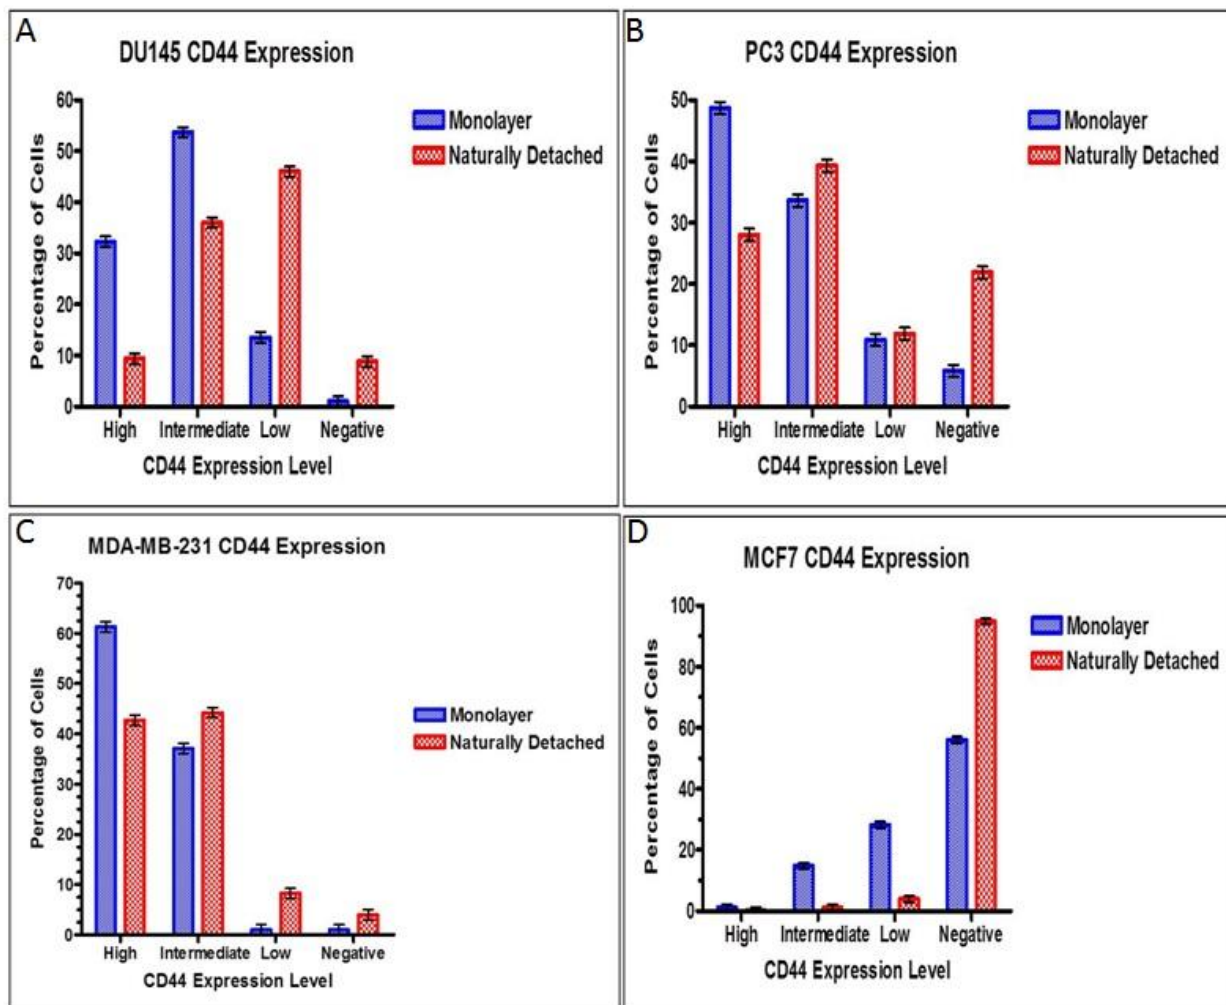 A
DU145 CD44 Expression
Percentage of Cells
60
50
40
30
20
10
0
High Intermediate Low Negative
CD44 Expression Level
Monolayer
Naturally Detached
B
PC3 CD44 Expression
Percentage of Cells
50
40
30
20
10
0
High Intermediate Low Negative
CD44 Expression Level
Monolayer
Naturally Detached
C
MDA-MB-231 CD44 Expression
Percentage of Cells
70
60
50
40
30
20
10
0
High Intermediate Low Negative
CD44 Expression Level
Monolayer
Naturally Detached
D
MCF7 CD44 Expression
Percentage of Cells
100
80
60
40
20
0
High Intermediate Low Negative
CD44 Expression Level
Monolayer
Naturally Detached